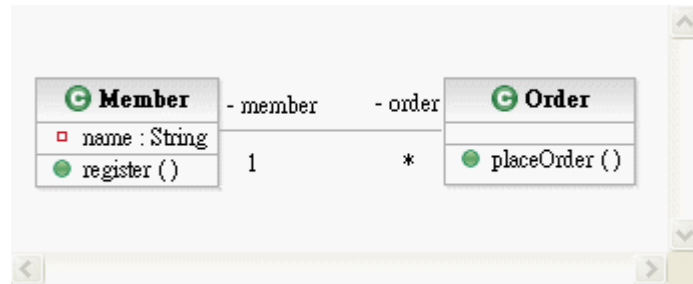 Member
name : String
register ()
- member
1
- order
*
Order
placeOrder ()